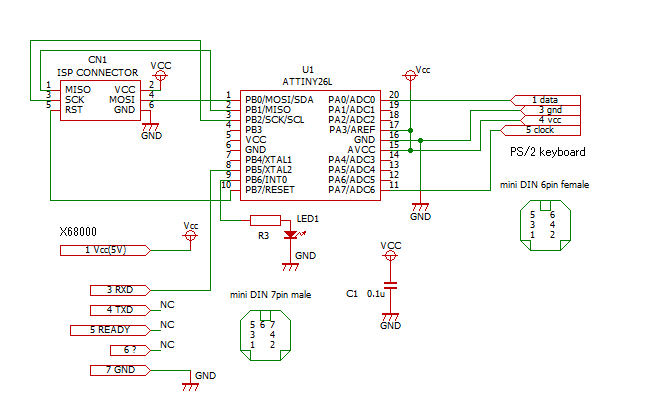 CN1
ISP CONNECTOR
VCC
1 MISO VCC 2
3 SCK MOSI 4
5 RST GND 6
GND
U1
ATTINY26L
Vcc
1 PB0/MOSI/SDA PA0/ADC0 20
2 PB1/MISO PA1/ADC1 19
3 PB2/SCK/SCL PA2/ADC2 18
4 PB3 PA3/AREF 17
5 VCC GND 16
6 GND AVCC 15
7 PB4/XTAL1 PA4/ADC3 14
8 PB5/XTAL2 PA5/ADC4 13
9 PB6/INT0 PA6/ADC5 12
10 PB7/RESET PA7/ADC6 11
1 data
3 gnd
4 vcc
5 clock
PS/2 keyboard
GND
mini DIN 6pin female
5 6
3 4
1 2
R3
LED1
GND
X68000
Vcc
1 Vcc(5V)
3 RXD
4 TXD NC
5 READY NC
6 ? NC
7 GND
GND
mini DIN 7pin male
5 6 7
3 4
1 2
VCC
C1 0.1u
GND